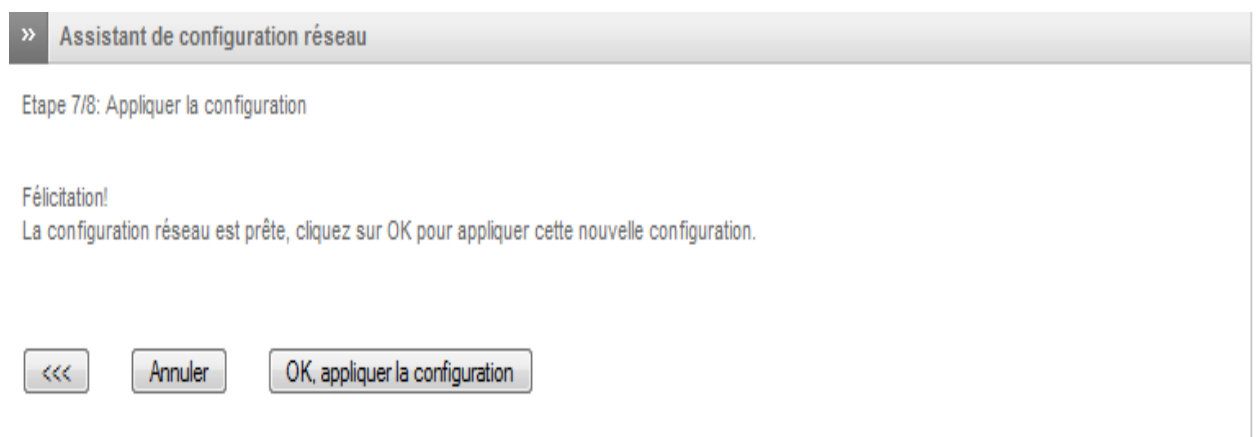 » Assistant de configuration réseau
Etape 7/8: Appliquer la configuration
Félicitation!
La configuration réseau est prête, cliquez sur OK pour appliquer cette nouvelle configuration.
<<< Annuler OK, appliquer la configuration